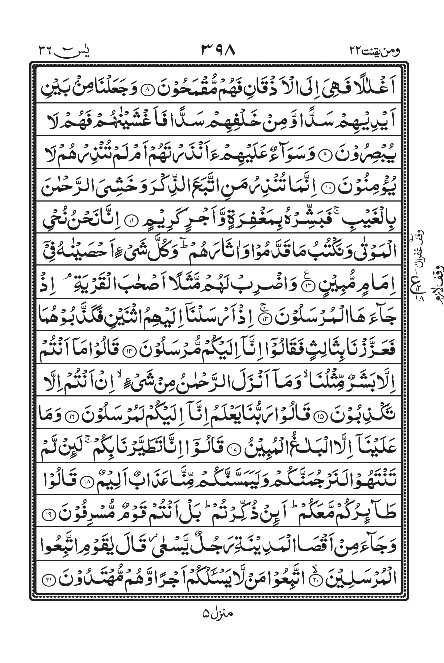 ومن يقنت ٢٢ ٣٩٨ يٰسٓ ٣٦
اَغْلٰلًا فَهِىَ اِلَى الْاَذْقَانِ فَهُمْ مُّقْمَحُوْنَ ۝٨ وَجَعَلْنَا مِنْۢ بَيْنِ
اَيْدِيْهِمْ سَدًّا وَّمِنْ خَلْفِهِمْ سَدًّا فَاَغْشَيْنٰهُمْ فَهُمْ لَا
يُبْصِرُوْنَ ۝٩ وَسَوَآءٌ عَلَيْهِمْ ءَاَنْذَرْتَهُمْ اَمْ لَمْ تُنْذِرْهُمْ لَا
يُؤْمِنُوْنَ ۝١٠ اِنَّمَا تُنْذِرُ مَنِ اتَّبَعَ الذِّكْرَ وَخَشِىَ الرَّحْمٰنَ
بِالْغَيْبِ ۚ فَبَشِّرْهُ بِمَغْفِرَةٍ وَّاَجْرٍ كَرِيْمٍ ۝١١ اِنَّا نَحْنُ نُحْىِ
الْمَوْتٰى وَنَكْتُبُ مَا قَدَّمُوْا وَاٰثَارَهُمْ ؕ وَكُلَّ شَىْءٍ اَحْصَيْنٰهُ فِىْۤ
اِمَامٍ مُّبِيْنٍ ۝١٢ وَاضْرِبْ لَهُمْ مَّثَلًا اَصْحٰبَ الْقَرْيَةِ ۘ اِذْ
جَآءَهَا الْمُرْسَلُوْنَ ۝١٣ اِذْ اَرْسَلْنَاۤ اِلَيْهِمُ اثْنَيْنِ فَكَذَّبُوْهُمَا
فَعَزَّزْنَا بِثَالِثٍ فَقَالُوْۤا اِنَّاۤ اِلَيْكُمْ مُّرْسَلُوْنَ ۝١٤ قَالُوْا مَاۤ اَنْتُمْ
اِلَّا بَشَرٌ مِّثْلُنَا ۙ وَمَاۤ اَنْزَلَ الرَّحْمٰنُ مِنْ شَىْءٍ ۙ اِنْ اَنْتُمْ اِلَّا
تَكْذِبُوْنَ ۝١٥ قَالُوْا رَبُّنَا يَعْلَمُ اِنَّاۤ اِلَيْكُمْ لَمُرْسَلُوْنَ ۝١٦ وَمَا
عَلَيْنَاۤ اِلَّا الْبَلٰغُ الْمُبِيْنُ ۝١٧ قَالُوْۤا اِنَّا تَطَيَّرْنَا بِكُمْ ۚ لَئِنْ لَّمْ
تَنْتَهُوْا لَنَرْجُمَنَّكُمْ وَلَيَمَسَّنَّكُمْ مِّنَّا عَذَابٌ اَلِيْمٌ ۝١٨ قَالُوْا
طَآئِرُكُمْ مَّعَكُمْ ؕ اَئِنْ ذُكِّرْتُمْ ؕ بَلْ اَنْتُمْ قَوْمٌ مُّسْرِفُوْنَ ۝١٩
وَجَآءَ مِنْ اَقْصَا الْمَدِيْنَةِ رَجُلٌ يَّسْعٰى ؗ قَالَ يٰقَوْمِ اتَّبِعُوا
الْمُرْسَلِيْنَ ۝٢٠ اتَّبِعُوْا مَنْ لَّا يَسْئَلُكُمْ اَجْرًا وَّهُمْ مُّهْتَدُوْنَ ۝٢١
وقف غفران
وقف لازم
منزل ٥